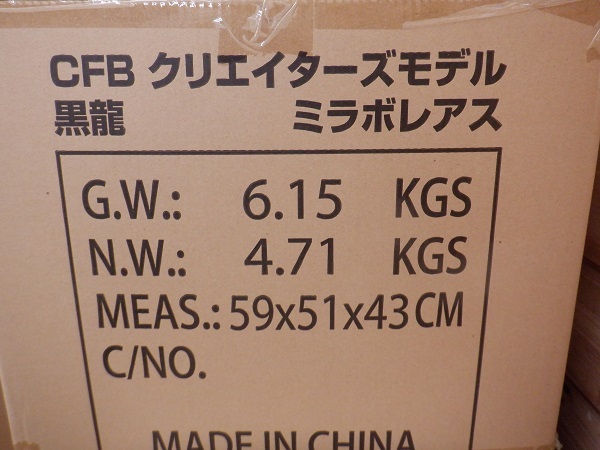 CFB クリエイターズモデル
黒龍 ミラボレアス
G.W.: 6.15 KGS
N.W.: 4.71 KGS
MEAS.: 59x51x43 CM
C/NO.
MADE IN CHINA